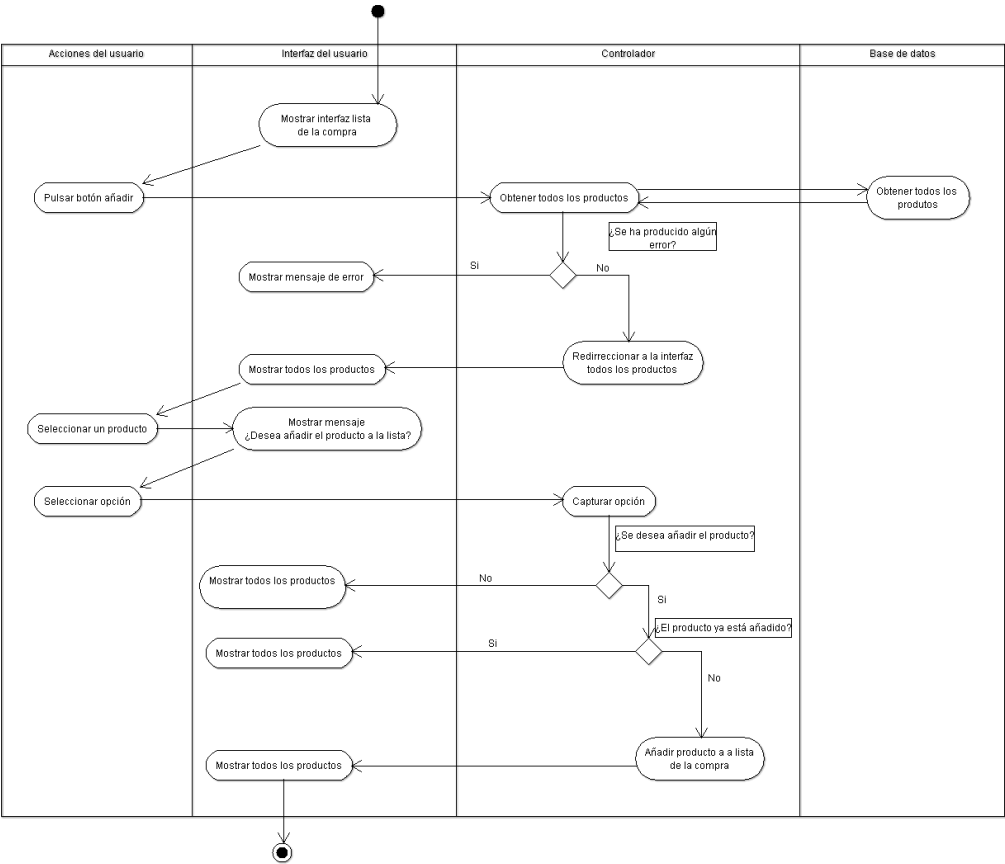 Acciones del usuario
Interfaz del usuario
Controlador
Base de datos
Mostrar interfaz lista
de la compra
Pulsar botón añadir
Obtener todos los productos
Obtener todos los
produtos
¿Se ha producido algún
error?
Si
No
Mostrar mensaje de error
Redirreccionar a la interfaz
todos los productos
Mostrar todos los productos
Seleccionar un producto
Mostrar mensaje
¿Desea añadir el producto a la lista?
Seleccionar opción
Capturar opción
¿Se desea añadir el producto?
Mostrar todos los productos
No
Si
¿El producto ya está añadido?
Mostrar todos los productos
Si
No
Añadir producto a a lista
de la compra
Mostrar todos los productos